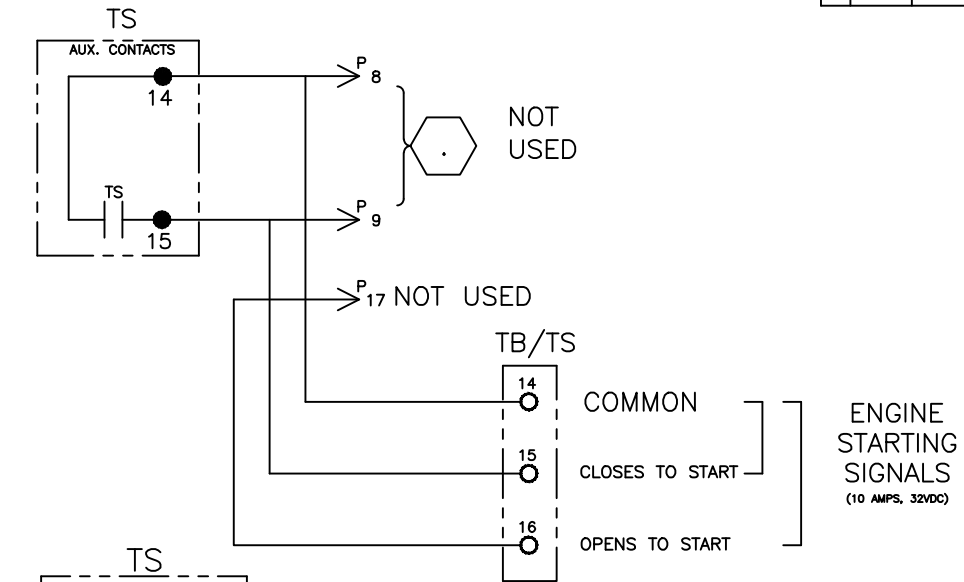 TS
AUX. CONTACTS
14
TS
15
P
8
P
9
NOT
USED
P
17 NOT USED
TB/TS
14
COMMON
15
CLOSES TO START
16
OPENS TO START
ENGINE
STARTING
SIGNALS
(10 AMPS, 32VDC)
TS